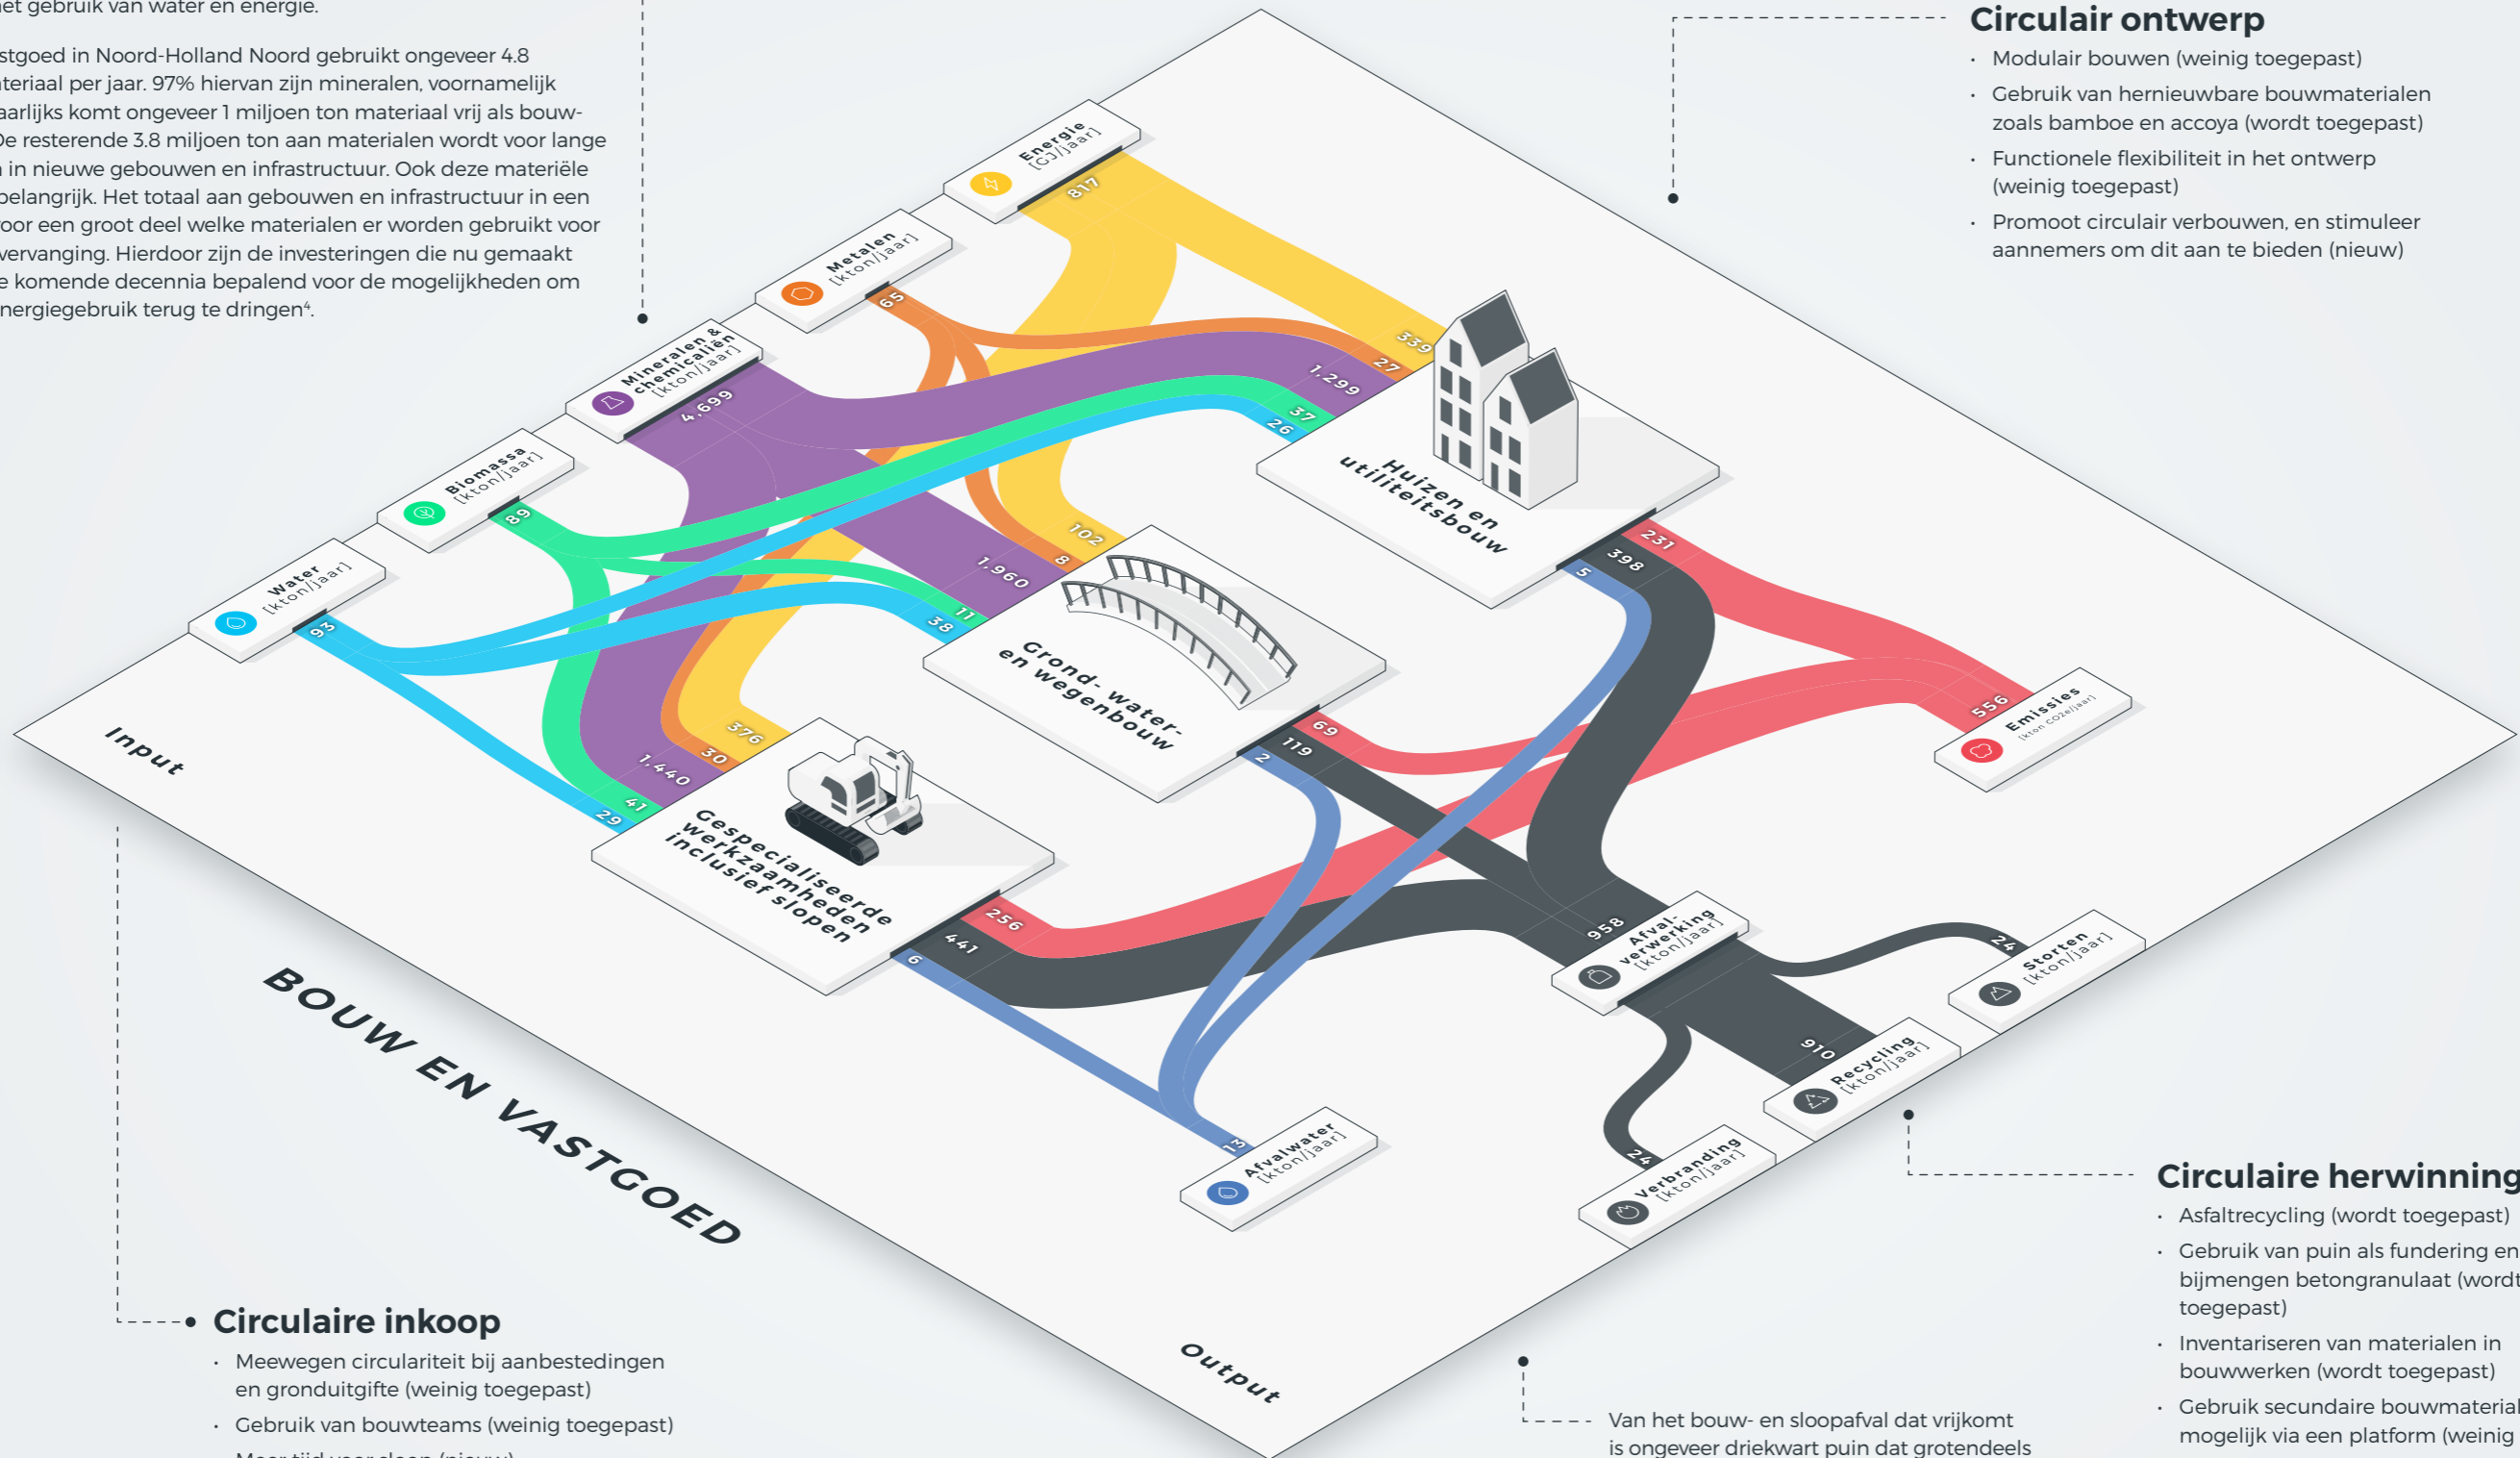 het gebruik van water en energie.
stgoed in Noord-Holland Noord gebruikt ongeveer 4.8
ateriaal per jaar. 97% hiervan zijn mineralen, voornamelijk
aarlijks komt ongeveer 1 miljoen ton materiaal vrij als bouw-
De resterende 3.8 miljoen ton aan materialen wordt voor lange
n in nieuwe gebouwen en infrastructuur. Ook deze materiële
belangrijk. Het totaal aan gebouwen en infrastructuur in een
voor een groot deel welke materialen er worden gebruikt voor
vervanging. Hierdoor zijn de investeringen die nu gemaakt
e komende decennia bepalend voor de mogelijkheden om
nergiegebruik terug te dringen⁴.
Circulair ontwerp
· Modulair bouwen (weinig toegepast)
· Gebruik van hernieuwbare bouwmaterialen
zoals bamboe en accoya (wordt toegepast)
· Functionele flexibiliteit in het ontwerp
(weinig toegepast)
· Promoot circulair verbouwen, en stimuleer
aannemers om dit aan te bieden (nieuw)
Energie
[GJ/jaar]
817
Metalen
[kton/jaar]
65
Mineralen &
chemicaliën
[kton/jaar]
4,699
Biomassa
[kton/jaar]
89
Water
[kton/jaar]
93
Input
339
27
1,299
37
26
Huizen en
utiliteitsbouw
231
398
5
102
8
1,960
11
38
Grond- water-
en wegenbouw
69
119
2
376
30
1,440
41
29
Gespecialiseerde
werkzaamheden
inclusief slopen
256
441
6
556
Emissies
[kton CO2e/jaar]
958
Afval-
verwerking
[kton/jaar]
24
Storten
[kton/jaar]
910
Recycling
[kton/jaar]
24
Verbranding
[kton/jaar]
13
Afvalwater
[kton/jaar]
BOUW EN VASTGOED
Output
Circulaire inkoop
· Meewegen circulariteit bij aanbestedingen
en gronduitgifte (weinig toegepast)
· Gebruik van bouwteams (weinig toegepast)
Meer tijd voor sloop (nieuw)
Van het bouw- en sloopafval dat vrijkomt
is ongeveer driekwart puin dat grotendeels
Circulaire herwinning
· Asfaltrecycling (wordt toegepast)
· Gebruik van puin als fundering en
bijmengen betongranulaat (wordt
toegepast)
· Inventariseren van materialen in
bouwwerken (wordt toegepast)
· Gebruik secundaire bouwmaterial
mogelijk via een platform (weinig